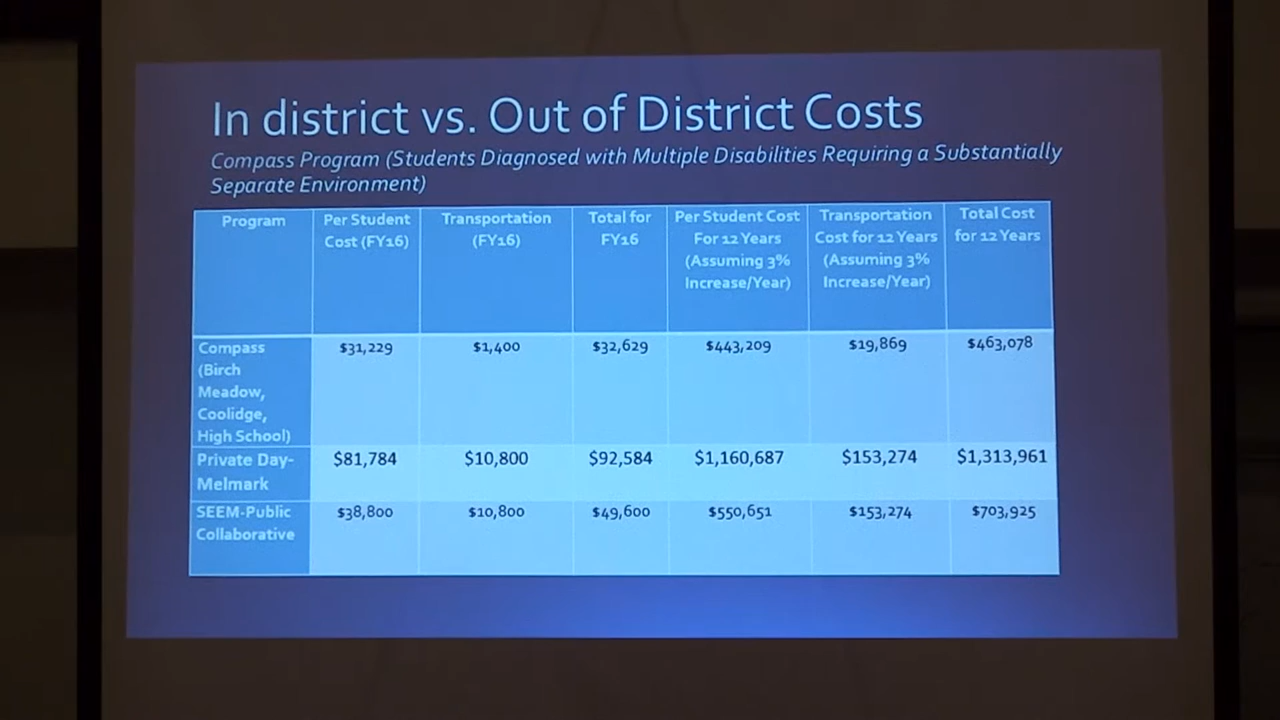 In district vs. Out of District Costs
Compass Program (Students Diagnosed with Multiple Disabilities Requiring a Substantially
Separate Environment)
Program
Per Student
Cost (FY16)
Transportation
(FY16)
Total for
FY16
Per Student Cost
For 12 Years
(Assuming 3%
Increase/Year)
Transportation
Cost for 12 Years
(Assuming 3%
Increase/Year)
Total Cost
for 12 Years
Compass
(Birch
Meadow,
Coolidge,
High School)
$31,229
$1,400
$32,629
$443,209
$19,869
$463,078
Private Day-
Melmark
$81,784
$10,800
$92,584
$1,160,687
$153,274
$1,313,961
SEEM-Public
Collaborative
$38,800
$10,800
$49,600
$550,651
$153,274
$703,925